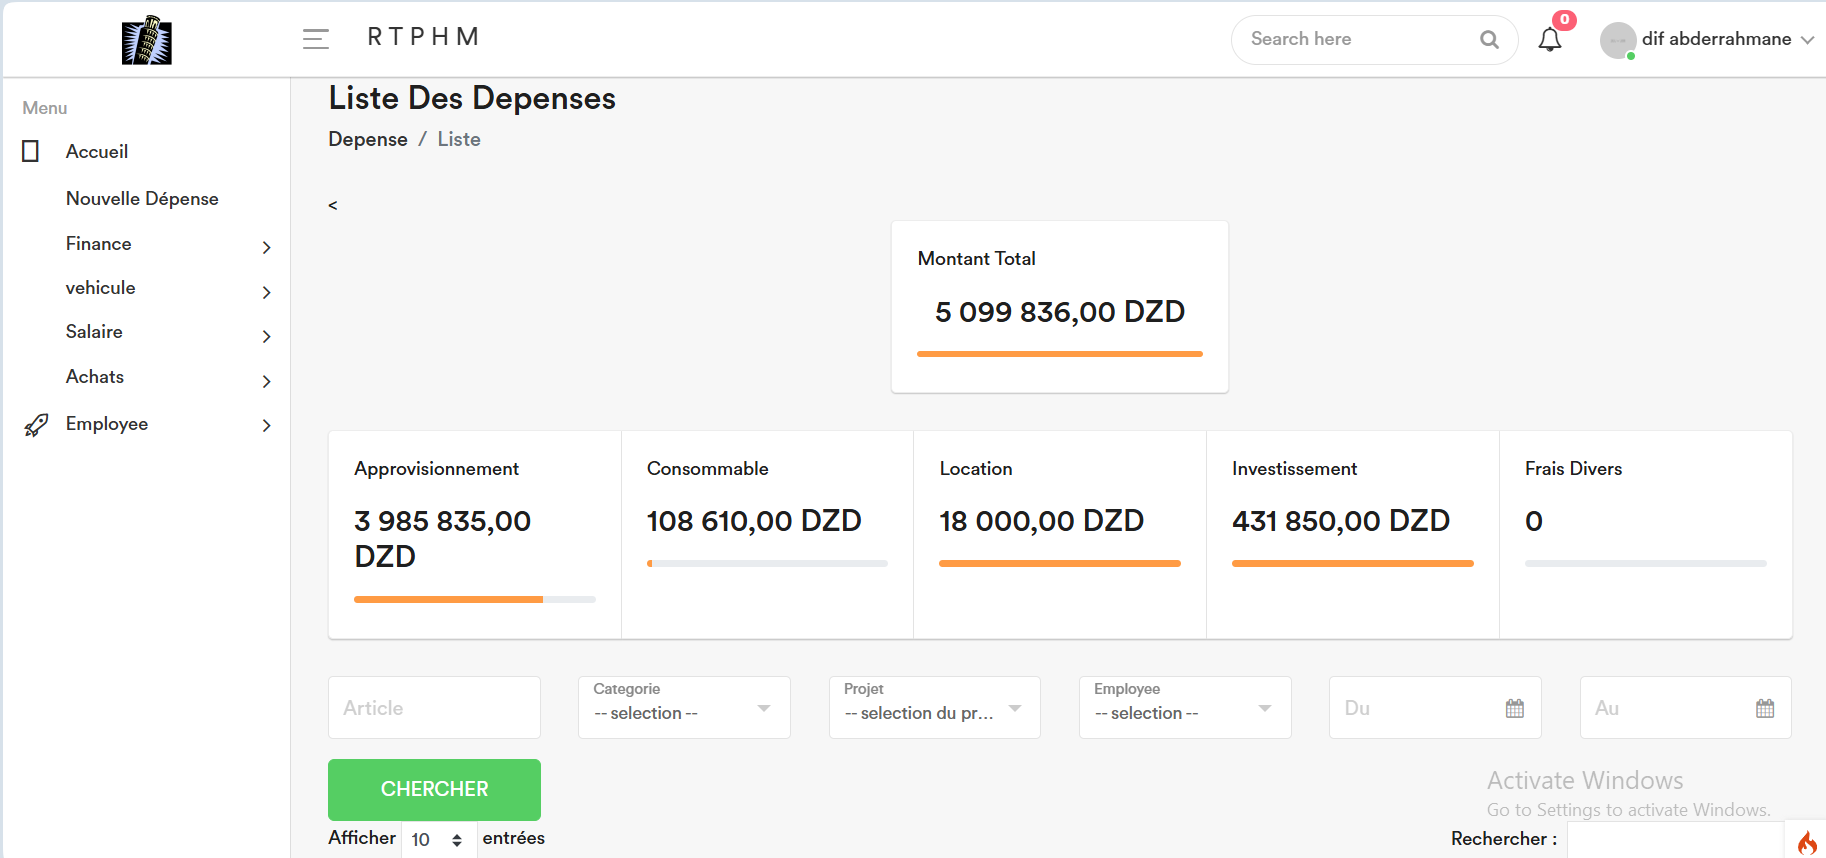 RTPHM
Search here
0
dif abderrahmane
Menu
Accueil
Nouvelle Dépense
Finance
vehicule
Salaire
Achats
Employee
Liste Des Depenses
Depense / Liste
<
Montant Total
5 099 836,00 DZD
Approvisionnement
3 985 835,00
DZD
Consommable
108 610,00 DZD
Location
18 000,00 DZD
Investissement
431 850,00 DZD
Frais Divers
0
Article
Categorie
-- selection --
Projet
-- selection du pr...
Employee
-- selection --
Du
Au
CHERCHER
Activate Windows
Go to Settings to activate Windows.
Afficher 10 entrées
Rechercher :